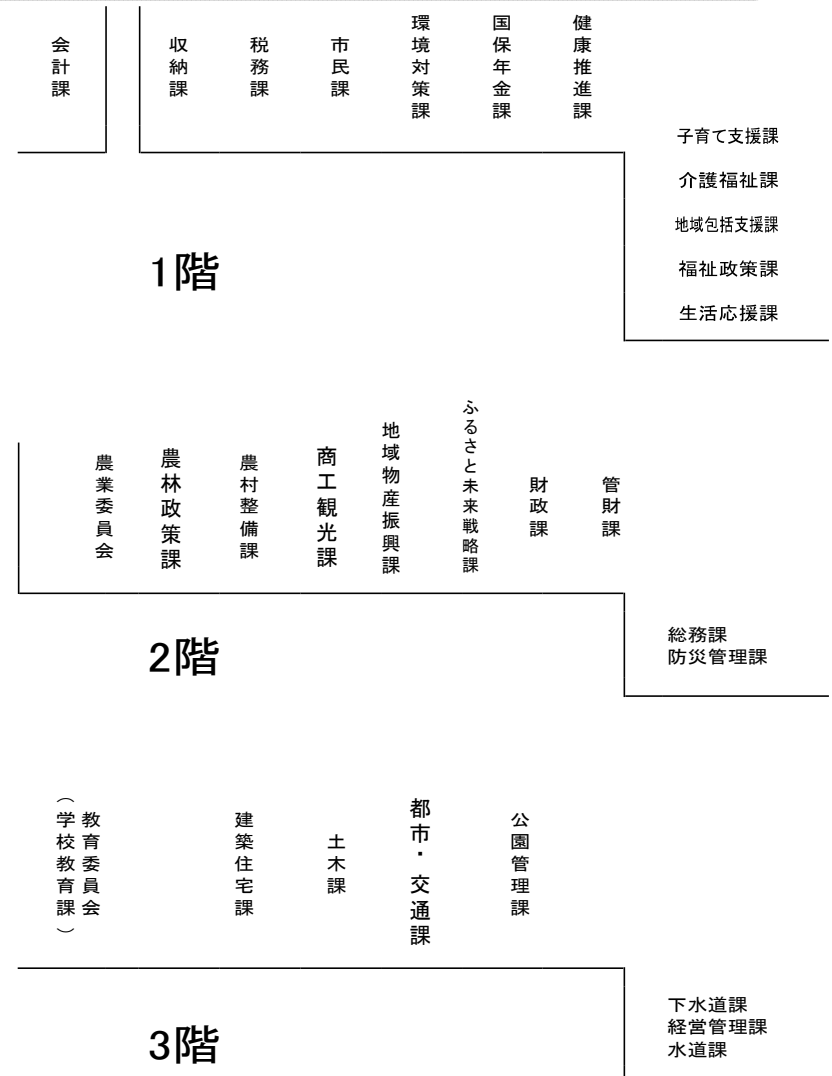 会計課
収納課
税務課
市民課
環境対策課
国保年金課
健康推進課
子育て支援課
介護福祉課
地域包括支援課
福祉政策課
生活応援課
1階
農業委員会
農林政策課
農村整備課
商工観光課
地域物産振興課
ふるさと未来戦略課
財政課
管財課
総務課
防災管理課
2階
教育委員会
（学校教育課）
建築住宅課
土木課
都市・交通課
公園管理課
下水道課
経営管理課
水道課
3階